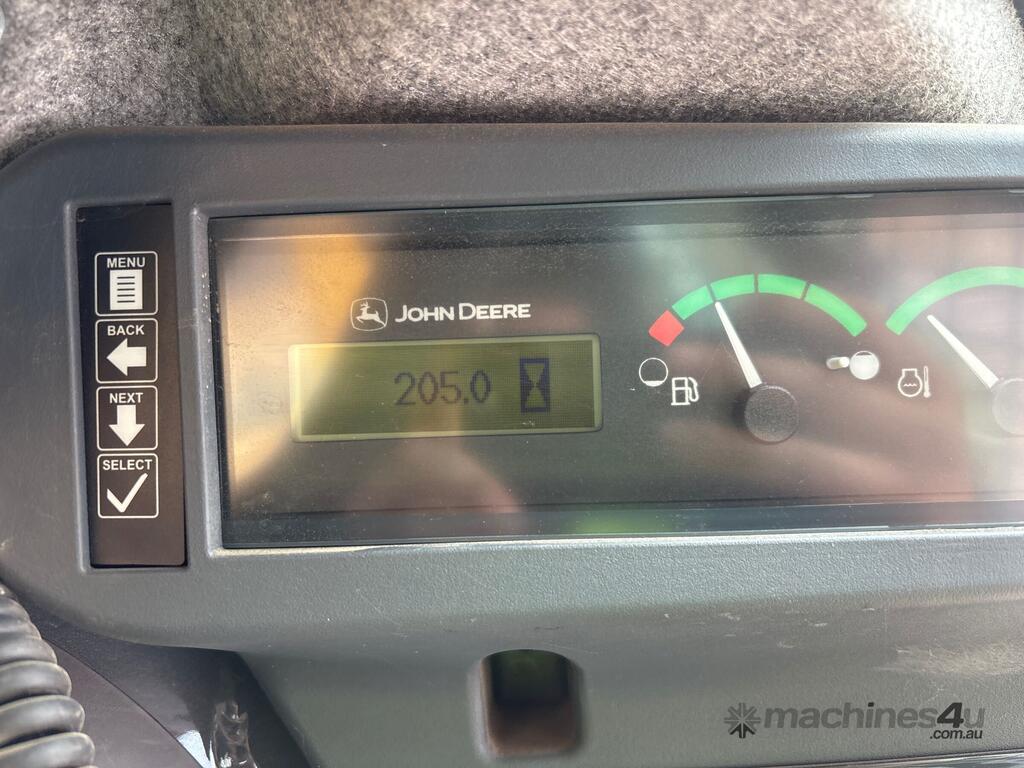 MENU
BACK
NEXT
SELECT
JOHN DEERE
205.0
machines4u
.com.au